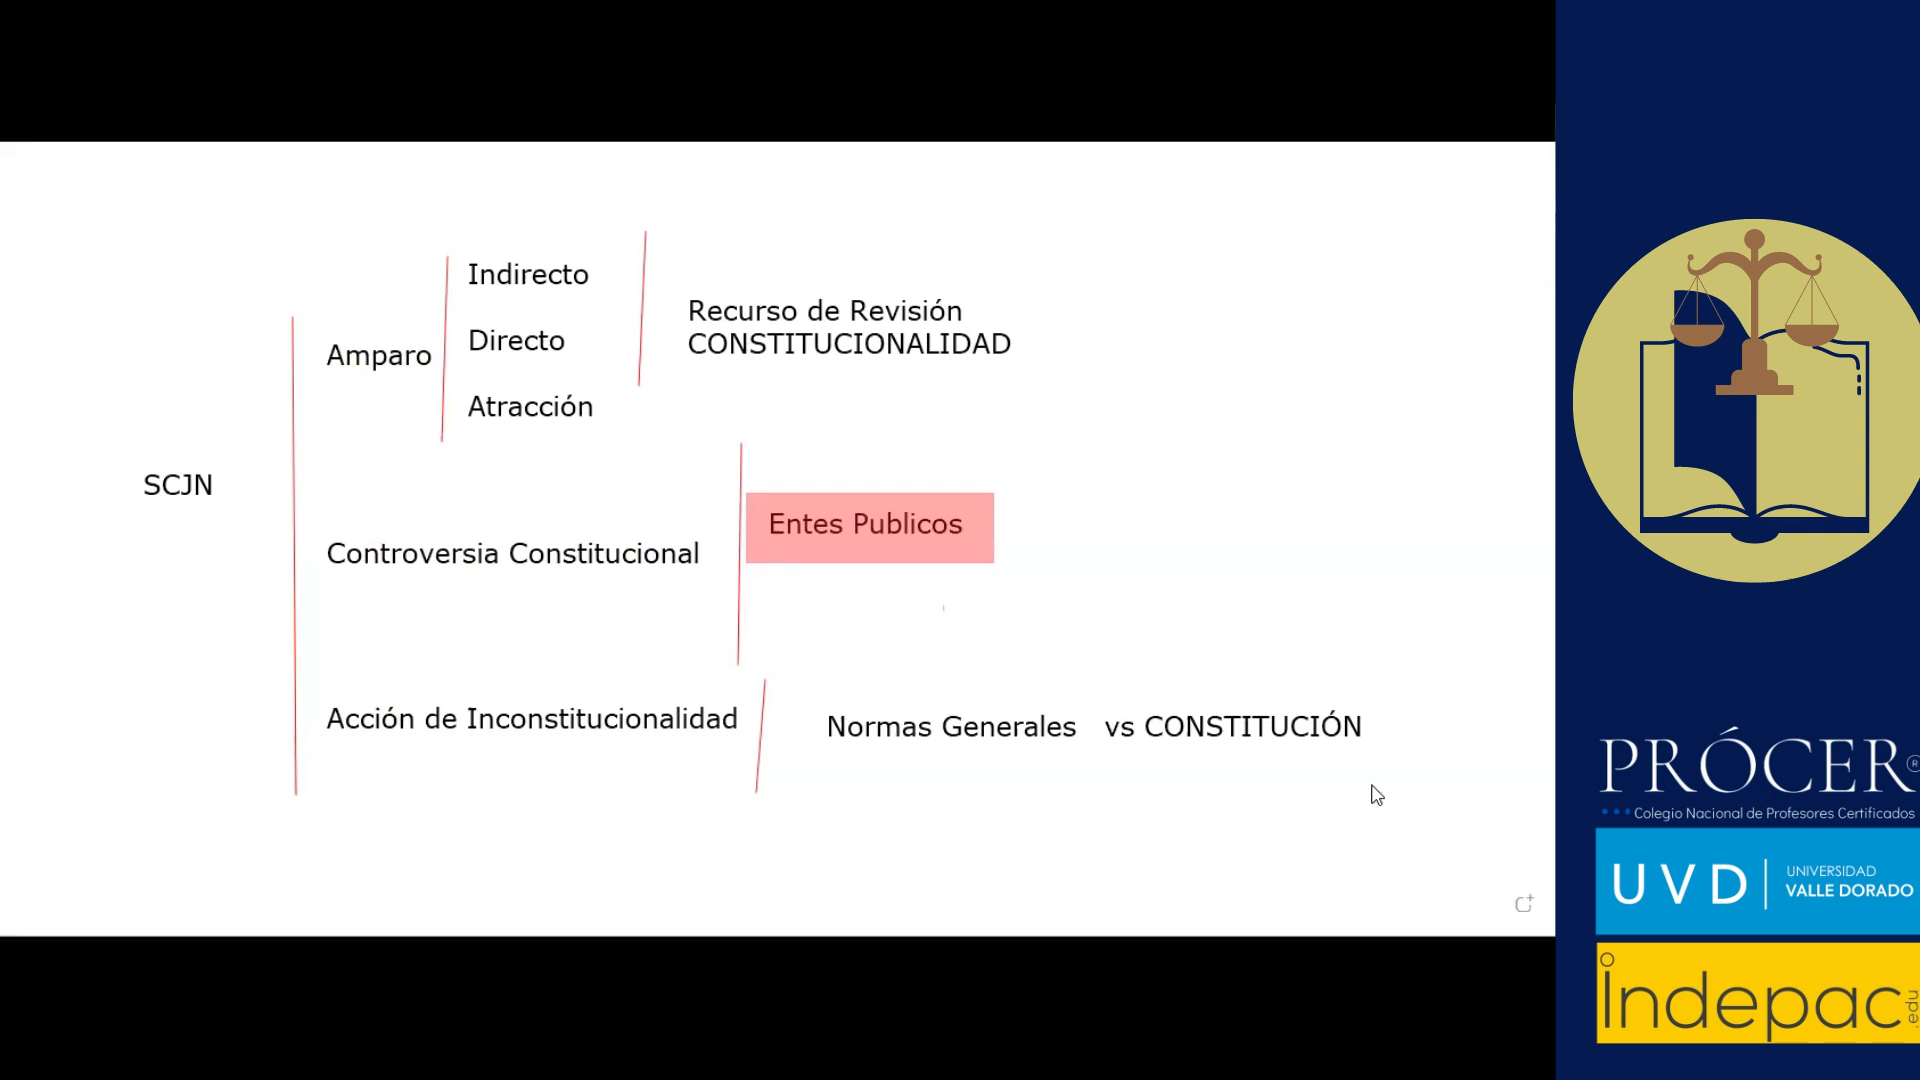 Indirecto
Recurso de Revisión
CONSTITUCIONALIDAD
Directo
Amparo
Atracción
SCJN
Entes Publicos
Controversia Constitucional
Acción de Inconstitucionalidad
Normas Generales vs CONSTITUCIÓN
PRÓCER®
Colegio Nacional de Profesores Certificados
UVD
UNIVERSIDAD
VALLE DORADO
indepac
.edu